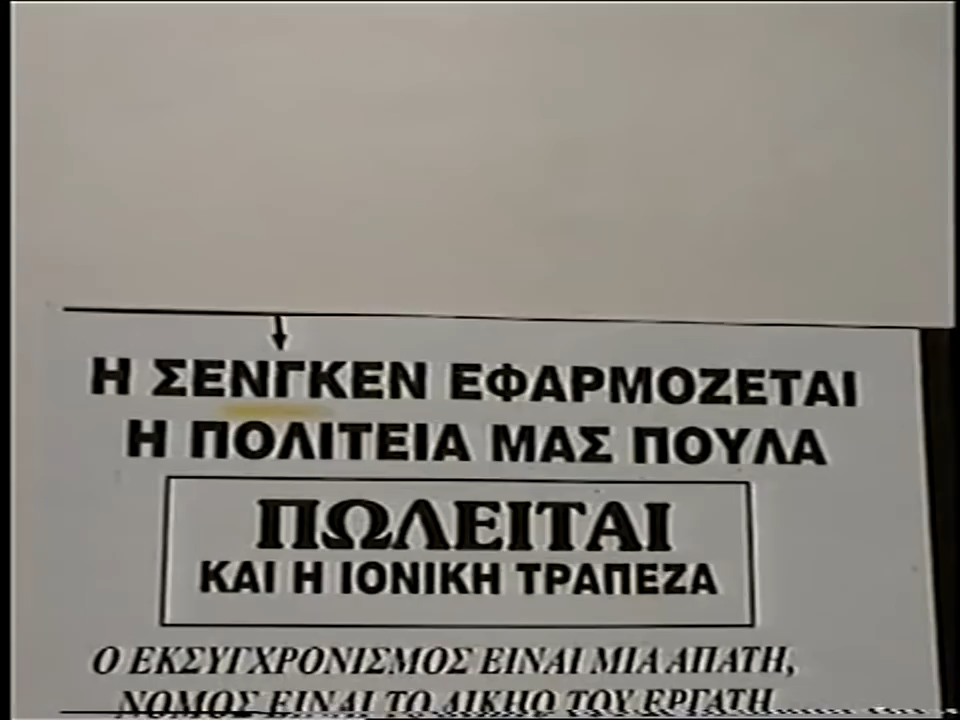 Η ΣΕΝΓΚΕΝ ΕΦΑΡΜΟΖΕΤΑΙ
Η ΠΟΛΙΤΕΙΑ ΜΑΣ ΠΟΥΛΑ
ΠΩΛΕΙΤΑΙ
ΚΑΙ Η ΙΟΝΙΚΗ ΤΡΑΠΕΖΑ
Ο ΕΚΣΥΓΧΡΟΝΙΣΜΟΣ ΕΙΝΑΙ ΜΙΑ ΑΠΑΤΗ,
ΝΟΜΟΣ ΕΙΝΑΙ ΤΟ ΔΙΚΗΟ ΤΟΥ ΕΡΓΑΤΗ